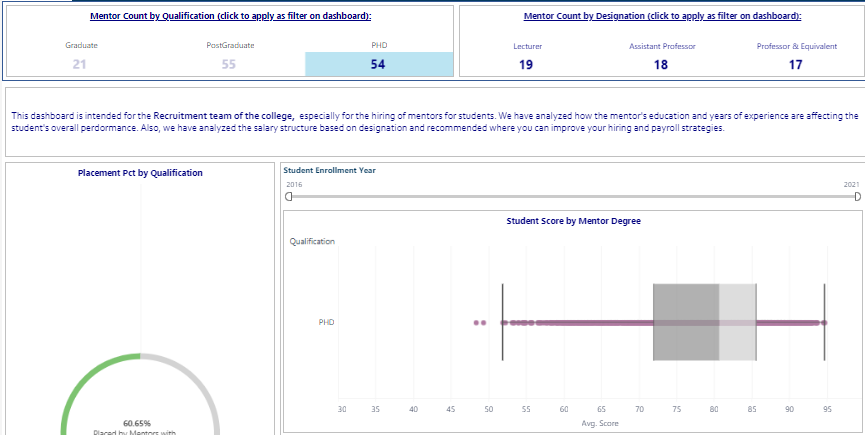 Mentor Count by Qualification (click to apply as filter on dashboard):
Graduate PostGraduate PHD
21 55 54
Mentor Count by Designation (click to apply as filter on dashboard):
Lecturer Assistant Professor Professor & Equivalent
19 18 17
This dashboard is intended for the Recruitment team of the college, especially for the hiring of mentors for students. We have analyzed how the mentor's education and years of experience are affecting the
student's overall perdormance. Also, we have analyzed the salary structure based on designation and recommended where you can improve your hiring and payroll strategies.
Placement Pct by Qualification
60.65%
Placed by Mentors with
Student Enrollment Year
2016 2021
Student Score by Mentor Degree
Qualification
PHD
30 35 40 45 50 55 60 65 70 75 80 85 90 95
Avg. Score